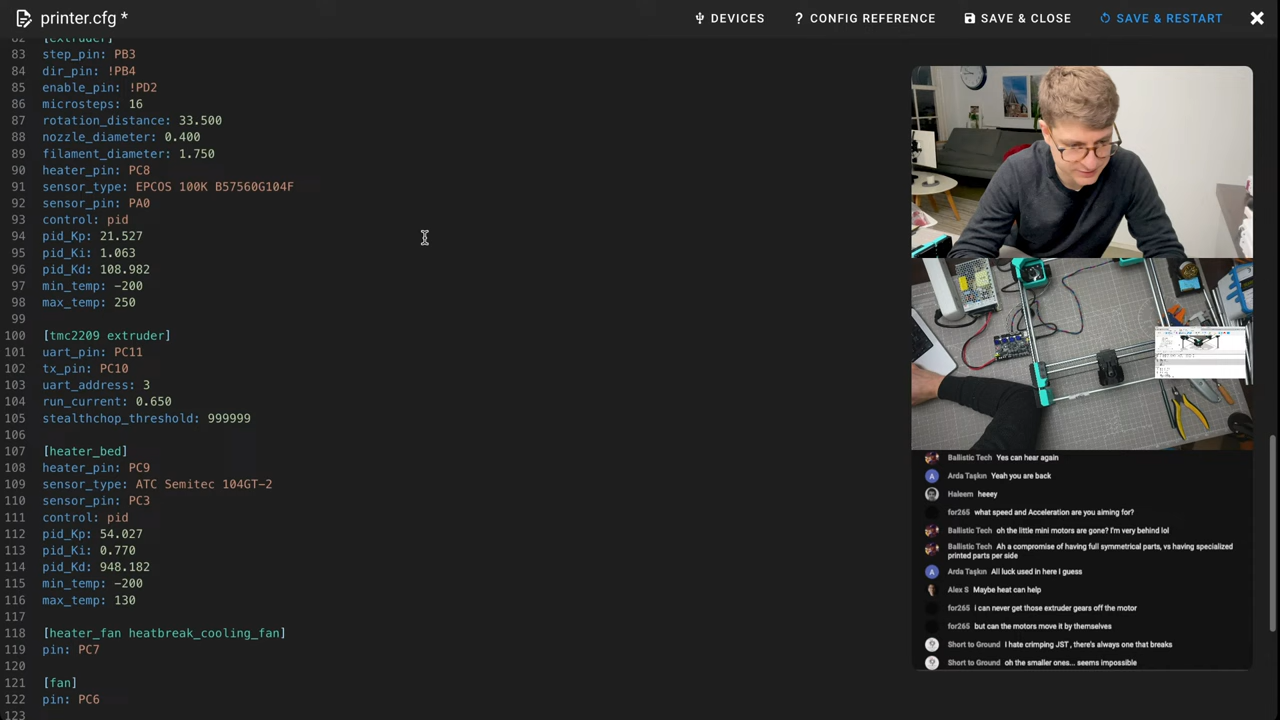 printer.cfg *
DEVICES
CONFIG REFERENCE
SAVE & CLOSE
SAVE & RESTART
82 [extruder]
83 step_pin: PB3
84 dir_pin: !PB4
85 enable_pin: !PD2
86 microsteps: 16
87 rotation_distance: 33.500
88 nozzle_diameter: 0.400
89 filament_diameter: 1.750
90 heater_pin: PC8
91 sensor_type: EPCOS 100K B57560G104F
92 sensor_pin: PA0
93 control: pid
94 pid_Kp: 21.527
95 pid_Ki: 1.063
96 pid_Kd: 108.982
97 min_temp: -200
98 max_temp: 250
99
100 [tmc2209 extruder]
101 uart_pin: PC11
102 tx_pin: PC10
103 uart_address: 3
104 run_current: 0.650
105 stealthchop_threshold: 999999
106
107 [heater_bed]
108 heater_pin: PC9
109 sensor_type: ATC Semitec 104GT-2
110 sensor_pin: PC3
111 control: pid
112 pid_Kp: 54.027
113 pid_Ki: 0.770
114 pid_Kd: 948.182
115 min_temp: -200
116 max_temp: 130
117
118 [heater_fan heatbreak_cooling_fan]
119 pin: PC7
120
121 [fan]
122 pin: PC6
123
Ballistic Tech Yes can hear again
A Arda Taşkın Yeah you are back
Haleem heeey
for265 what speed and Acceleration are you aiming for?
Ballistic Tech oh the little mini motors are gone? I'm very behind lol
Ballistic Tech Ah a compromise of having full symmetrical parts, vs having specialized
printed parts per side
A Arda Taşkın All luck used in here I guess
Alex S Maybe heat can help
for265 i can never get those extruder gears off the motor
for265 but can the motors move it by themselves
Short to Ground I hate crimping JST , there's always one that breaks
Short to Ground oh the smaller ones... seems impossible